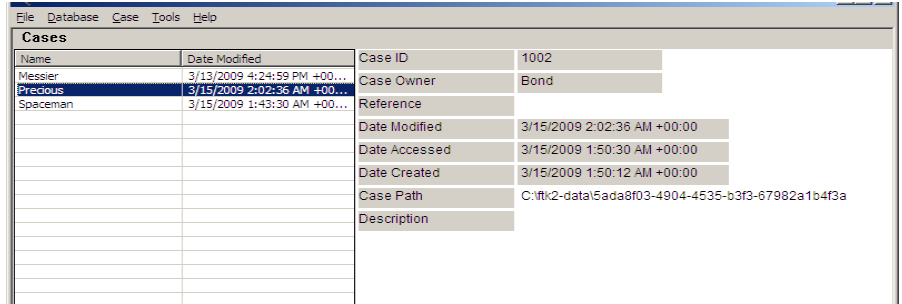 File Database Case Tools Help
Cases
Name Date Modified
Messier 3/13/2009 4:24:59 PM +00...
Precious 3/15/2009 2:02:36 AM +00...
Spaceman 3/15/2009 1:43:30 AM +00...
Case ID 1002
Case Owner Bond
Reference
Date Modified 3/15/2009 2:02:36 AM +00:00
Date Accessed 3/15/2009 1:50:30 AM +00:00
Date Created 3/15/2009 1:50:12 AM +00:00
Case Path C:\ftk2-data\5ada8f03-4904-4535-b3f3-67982a1b4f3a
Description